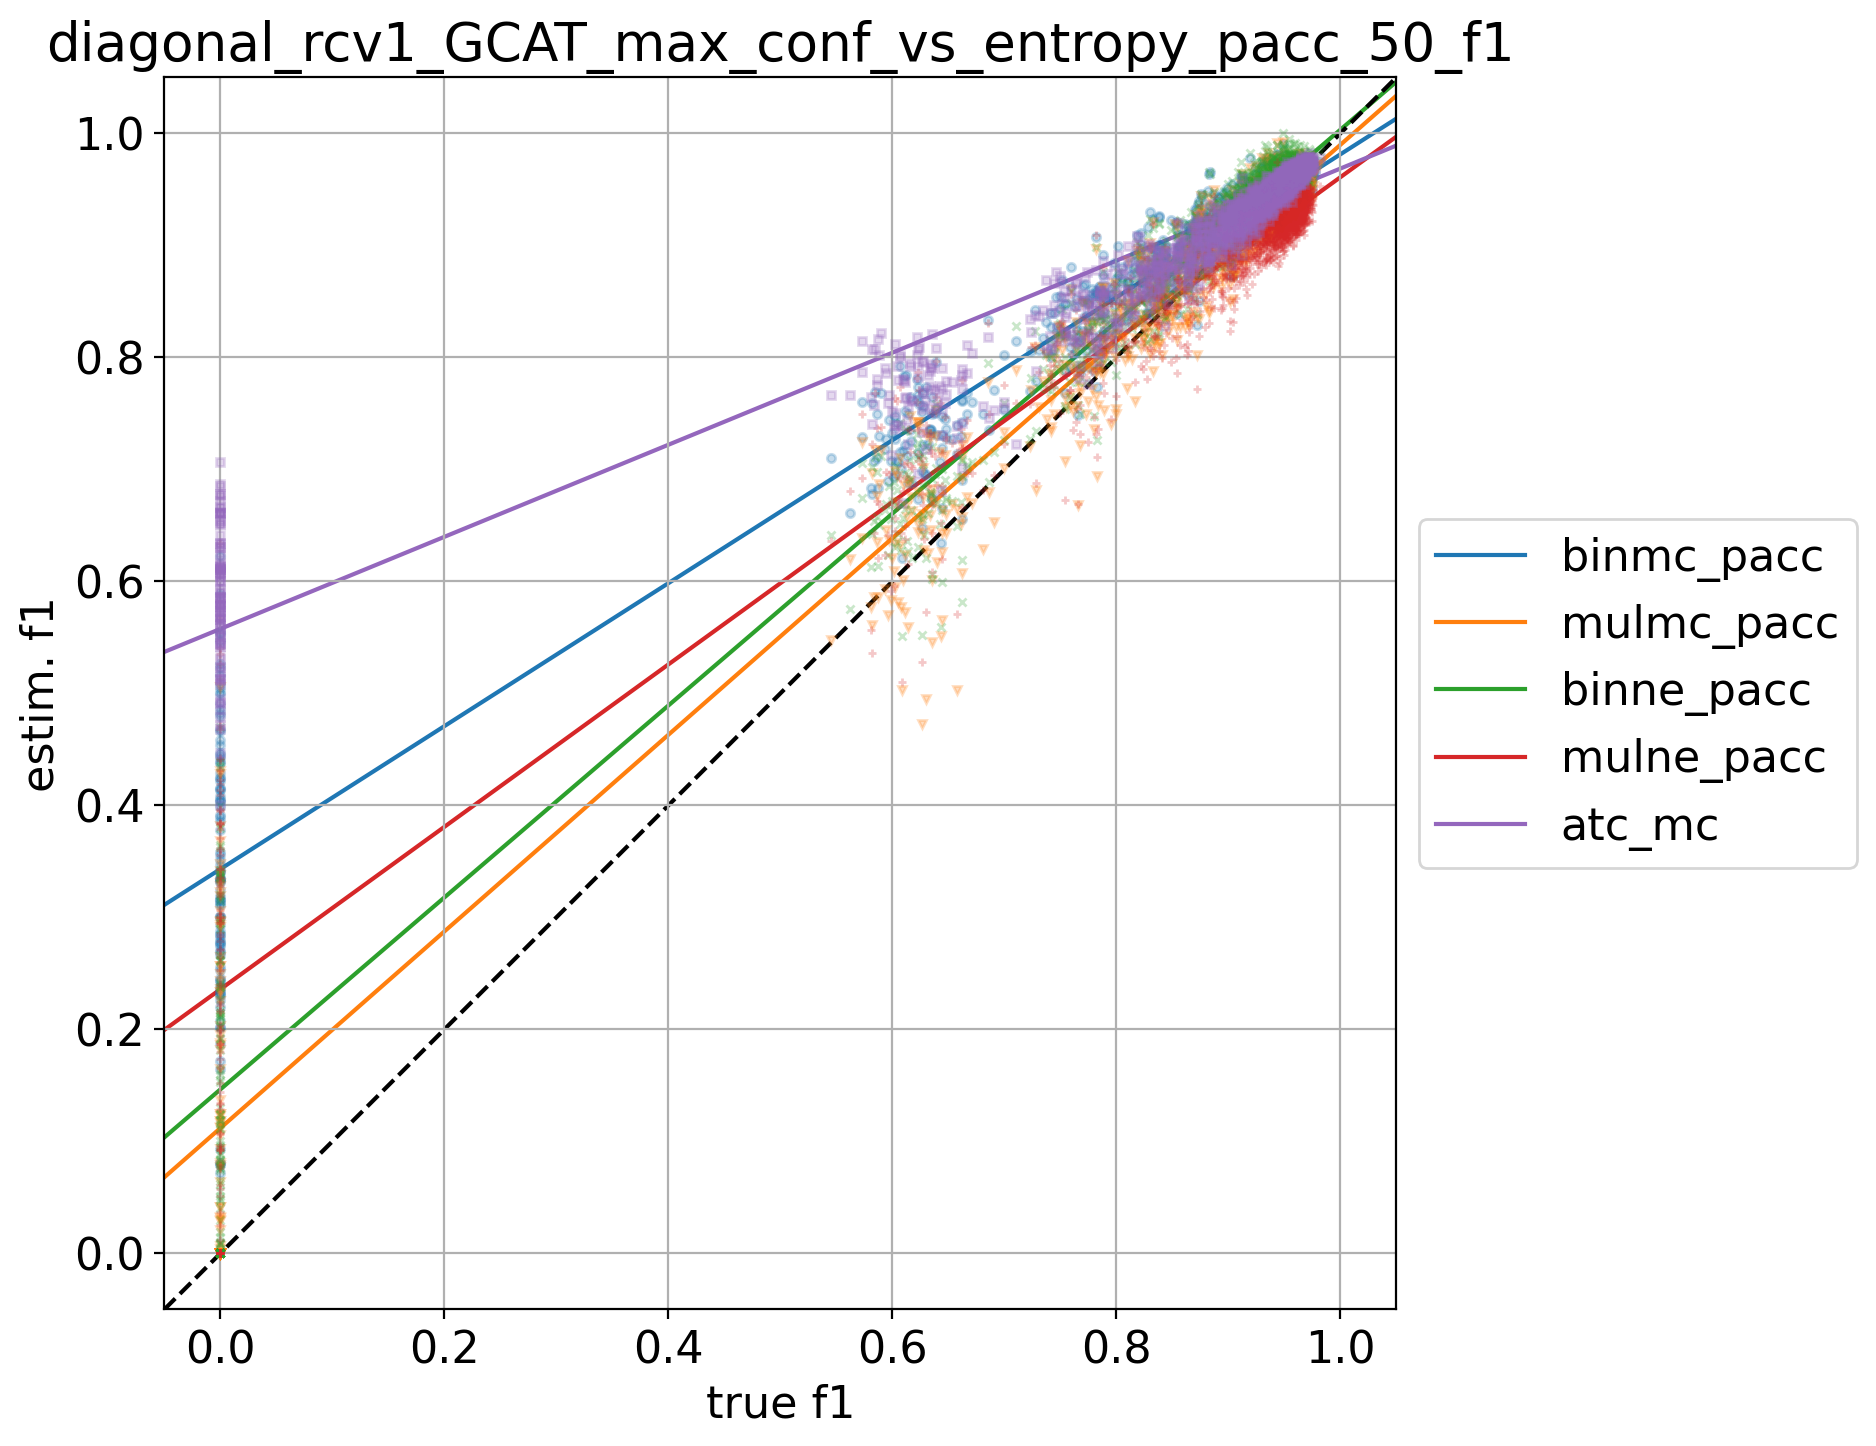 diagonal_rcv1_GCAT_max_conf_vs_entropy_pacc_50_f1
1.0
0.8
0.6
0.4
0.2
0.0
estim. f1
0.0 0.2 0.4 0.6 0.8 1.0
true f1
binmc_pacc
mulmc_pacc
binne_pacc
mulne_pacc
atc_mc